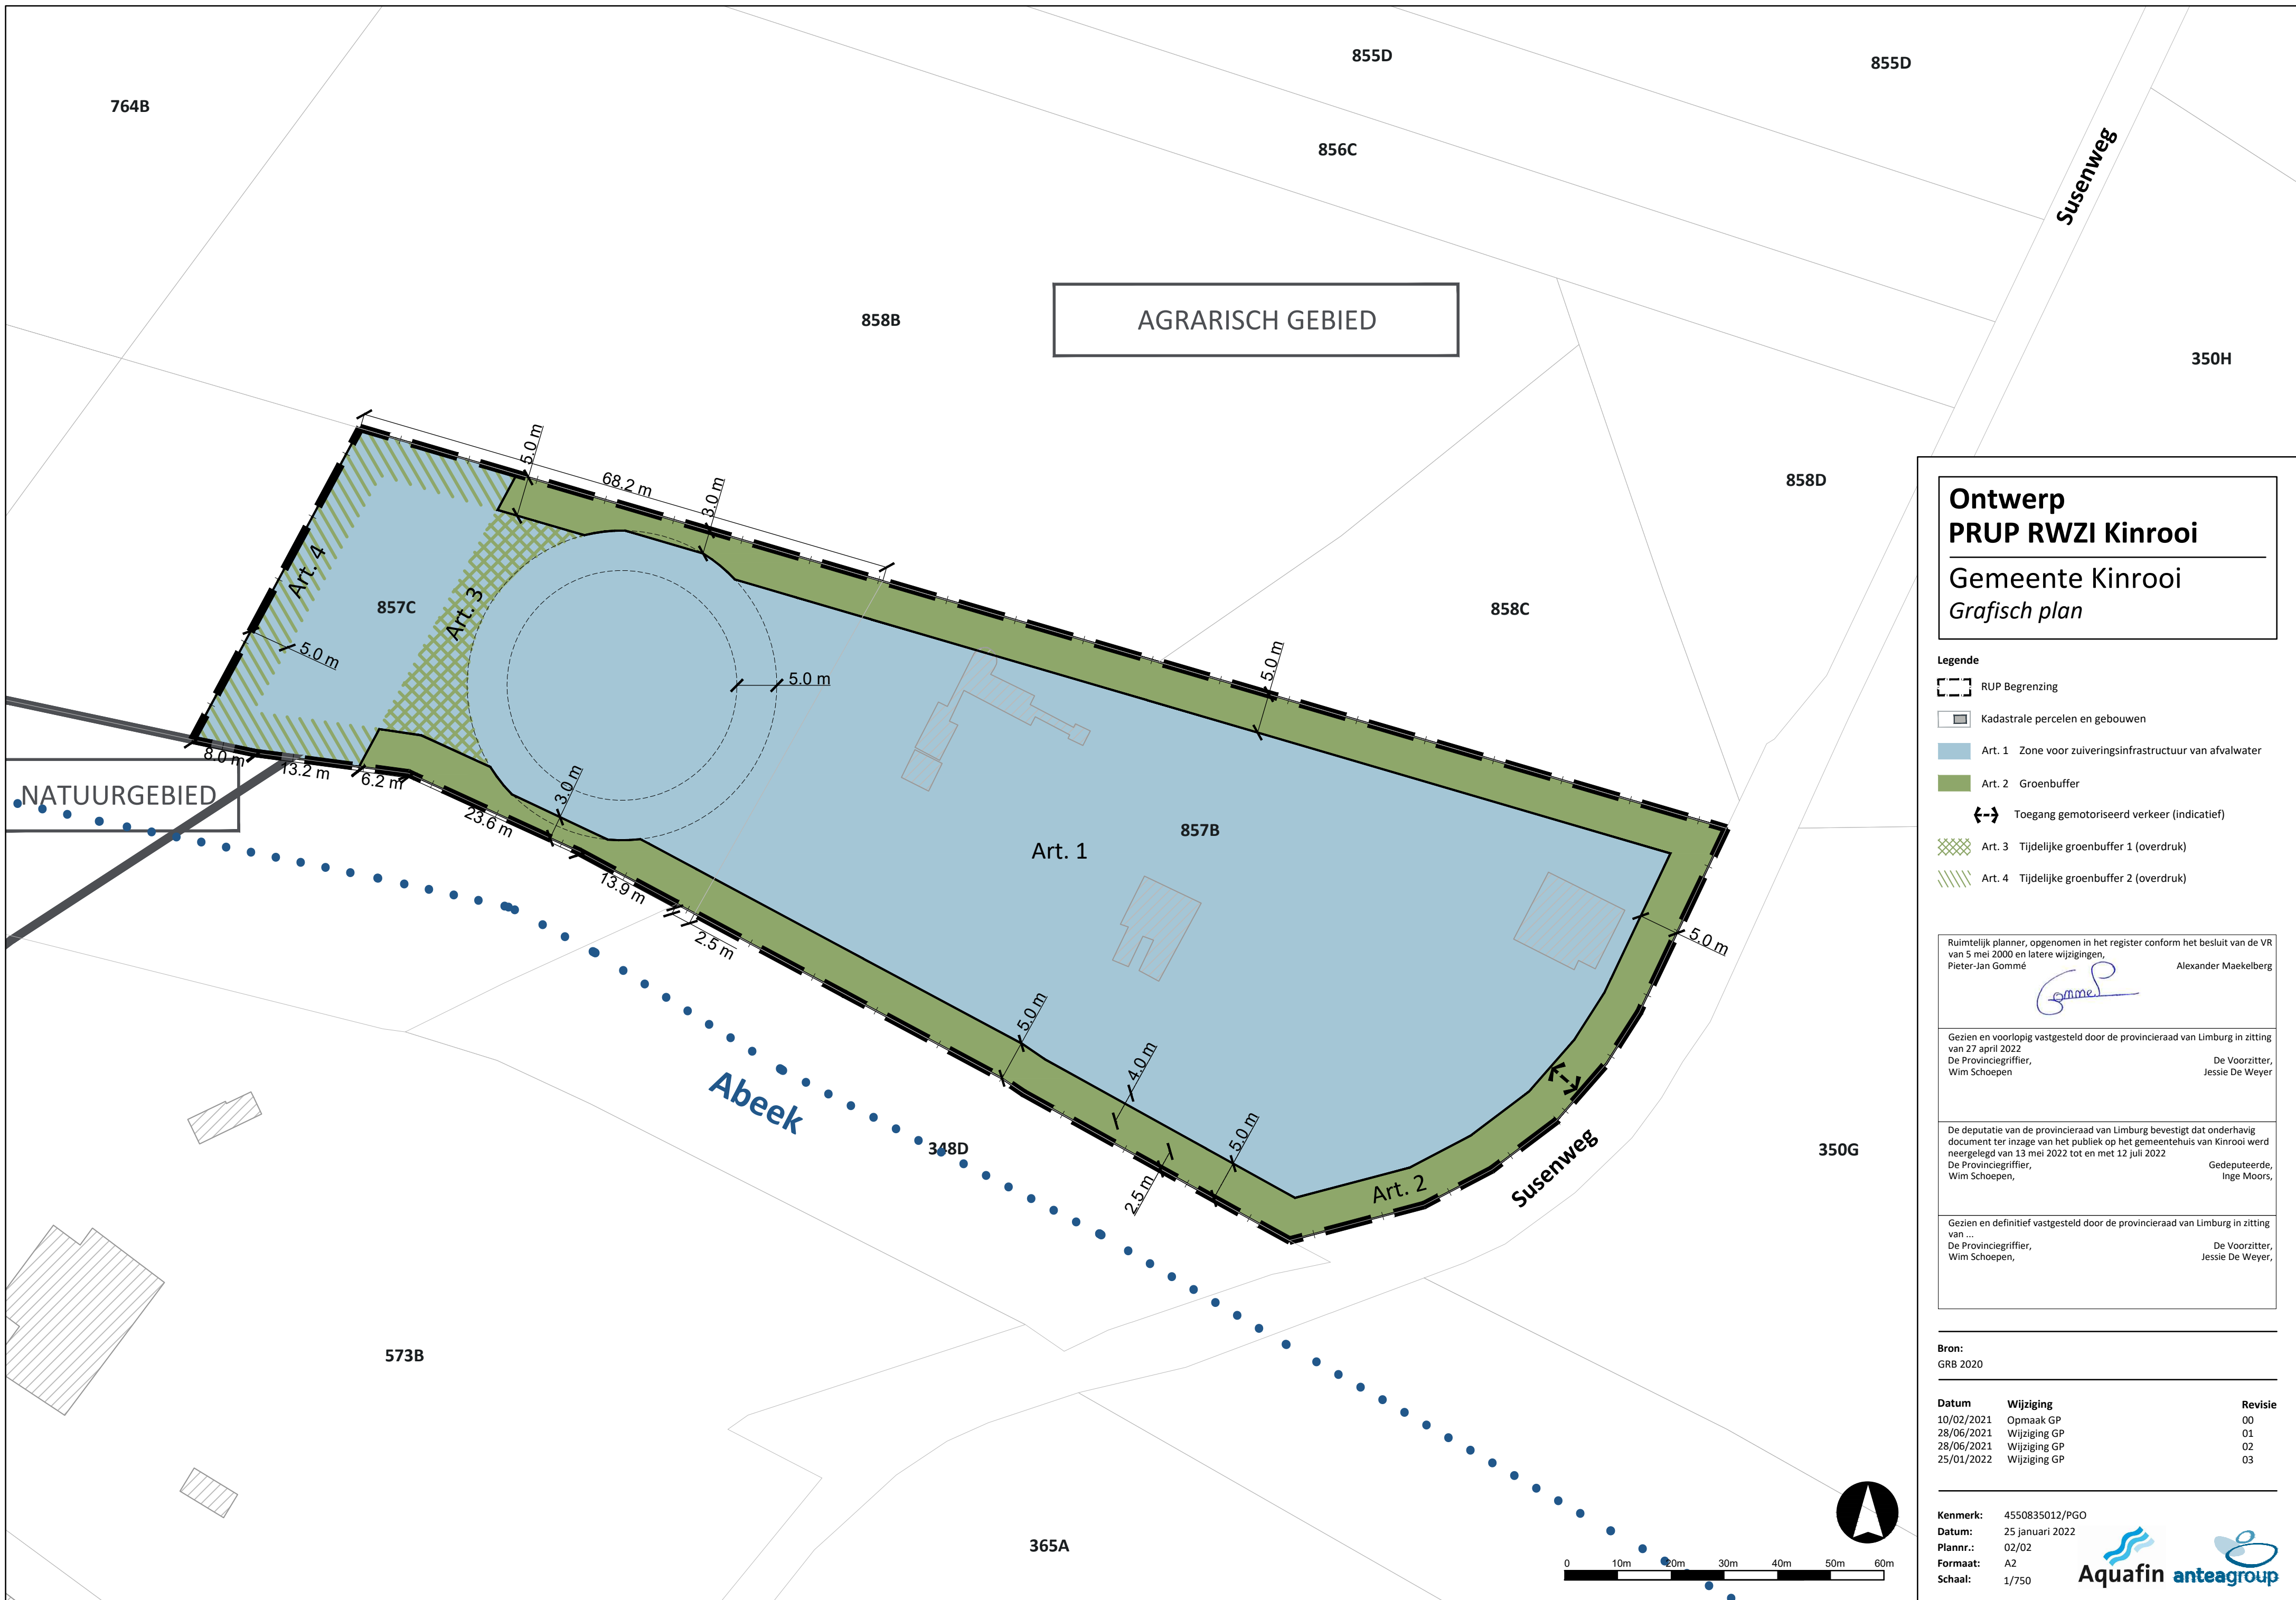 855D
855D
764B
856C
Susenweg
858B
AGRARISCH GEBIED
350H
858D
5.0 m
68.2 m
3.0 m
Art. 4
857C
Art. 3
858C
5.0 m
5.0 m
5.0 m
8.0 m
13.2 m
6.2 m
NATUURGEBIED
23.6 m
3.0 m
857B
Art. 1
13.9 m
2.5 m
5.0 m
5.0 m
4.0 m
5.0 m
2.5 m
Abeek
348D
Art. 2
Susenweg
350G
573B
365A
0 10m 20m 30m 40m 50m 60m
Ontwerp
PRUP RWZI Kinrooi
Gemeente Kinrooi
Grafisch plan
Legende
RUP Begrenzing
Kadastrale percelen en gebouwen
Art. 1 Zone voor zuiveringsinfrastructuur van afvalwater
Art. 2 Groenbuffer
Toegang gemotoriseerd verkeer (indicatief)
Art. 3 Tijdelijke groenbuffer 1 (overdruk)
Art. 4 Tijdelijke groenbuffer 2 (overdruk)
Ruimtelijk planner, opgenomen in het register conform het besluit van de VR
van 5 mei 2000 en latere wijzigingen,
Pieter-Jan Gommé Alexander Maekelberg
Gezien en voorlopig vastgesteld door de provincieraad van Limburg in zitting
van 27 april 2022
De Provinciegriffier, De Voorzitter,
Wim Schoepen Jessie De Weyer
De deputatie van de provincieraad van Limburg bevestigt dat onderhavig
document ter inzage van het publiek op het gemeentehuis van Kinrooi werd
neergelegd van 13 mei 2022 tot en met 12 juli 2022
De Provinciegriffier, Gedeputeerde,
Wim Schoepen, Inge Moors,
Gezien en definitief vastgesteld door de provincieraad van Limburg in zitting
van ...
De Provinciegriffier, De Voorzitter,
Wim Schoepen, Jessie De Weyer,
Bron:
GRB 2020
Datum Wijziging Revisie
10/02/2021 Opmaak GP 00
28/06/2021 Wijziging GP 01
28/06/2021 Wijziging GP 02
25/01/2022 Wijziging GP 03
Kenmerk: 4550835012/PGO
Datum: 25 januari 2022
Plannr.: 02/02
Formaat: A2
Schaal: 1/750
Aquafin anteagroup